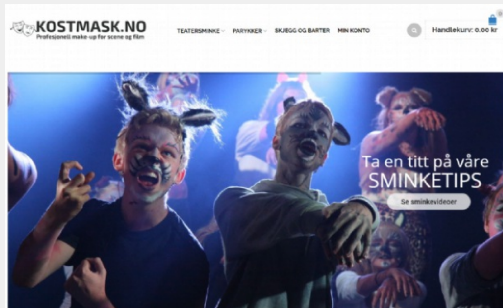 KOSTMASK.NO
Profesjonell make-up for scene og film
TEATERSMINKE
PARYKKER
SKJEGG OG BARTER
MIN KONTO
Handlekurv: 0.00 kr
Ta en titt på våre
SMINKETIPS
Se sminkevideoer